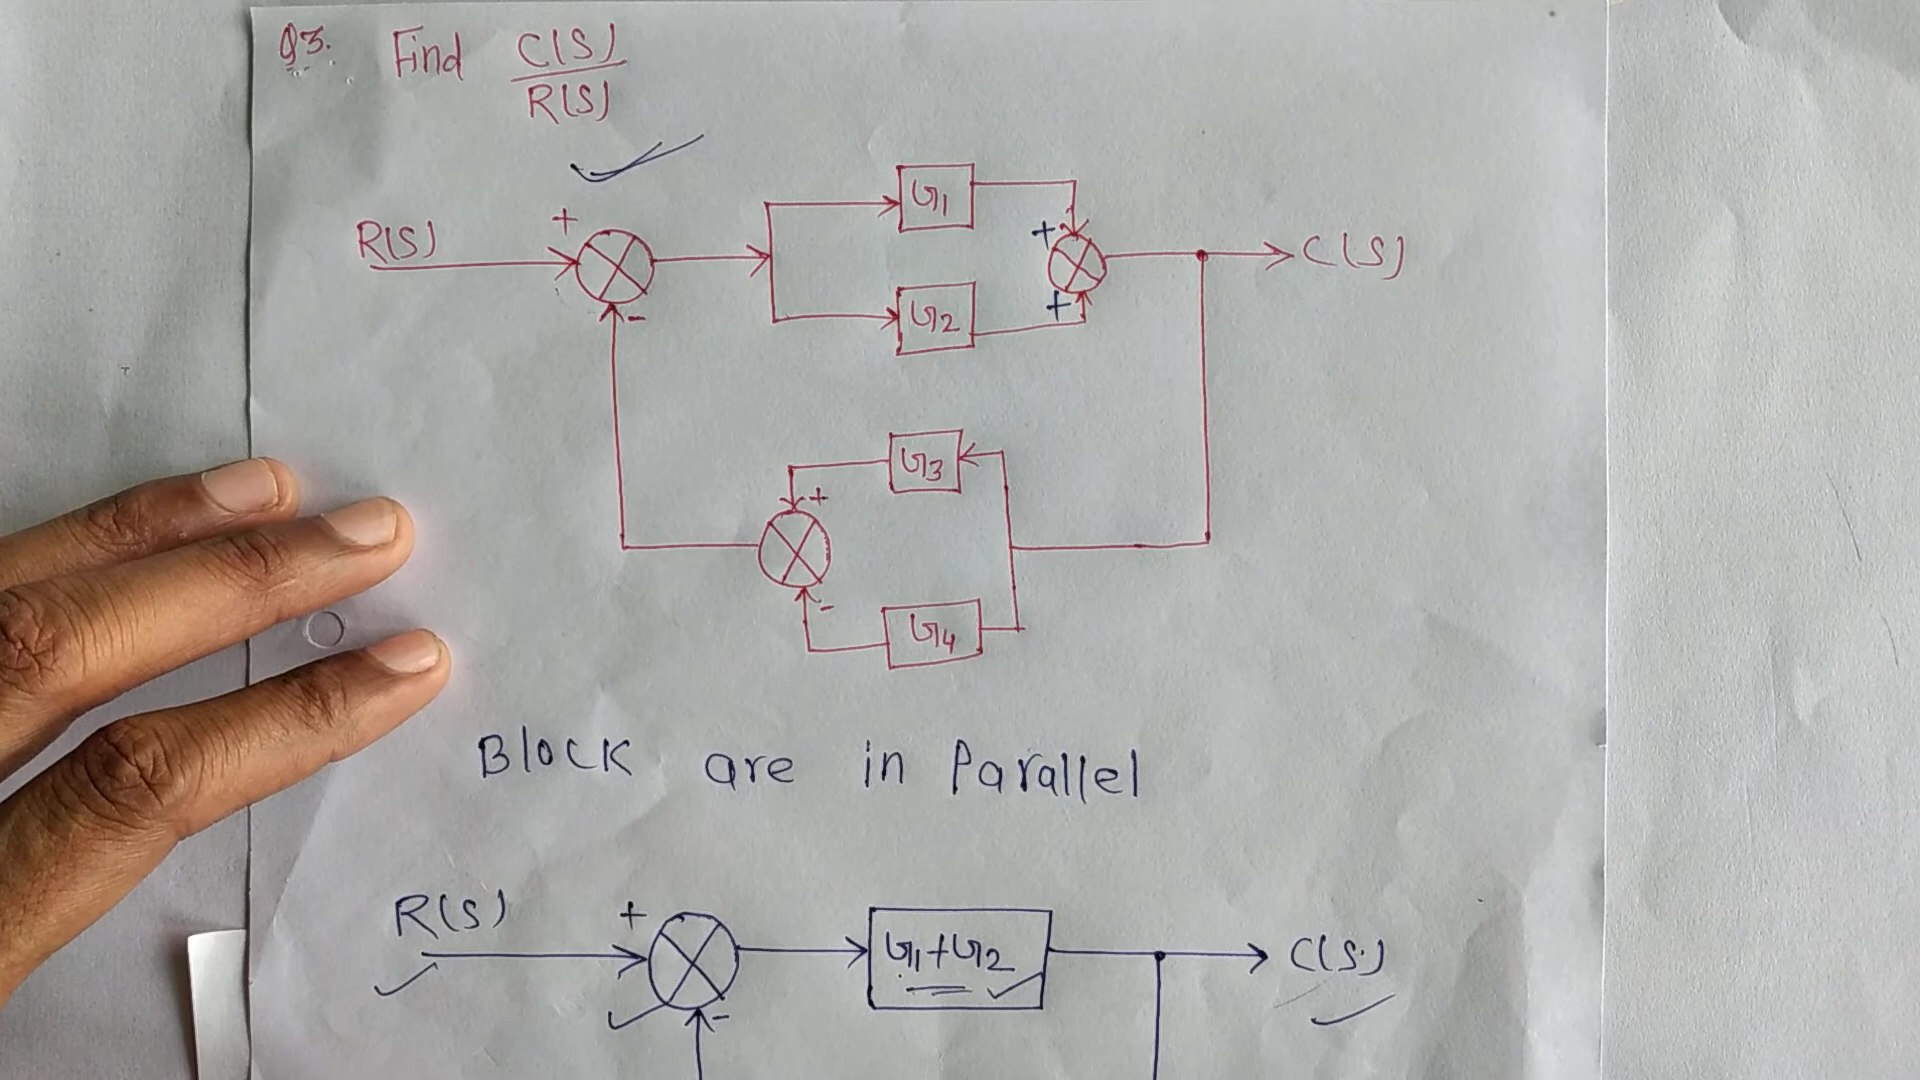 Q3. Find C(S)
R(S)
R(S) + - G1 + C(S)
G2 +
G3 +
G4 -
Block are in Parallel
R(S) + - G1+G2 C(S)